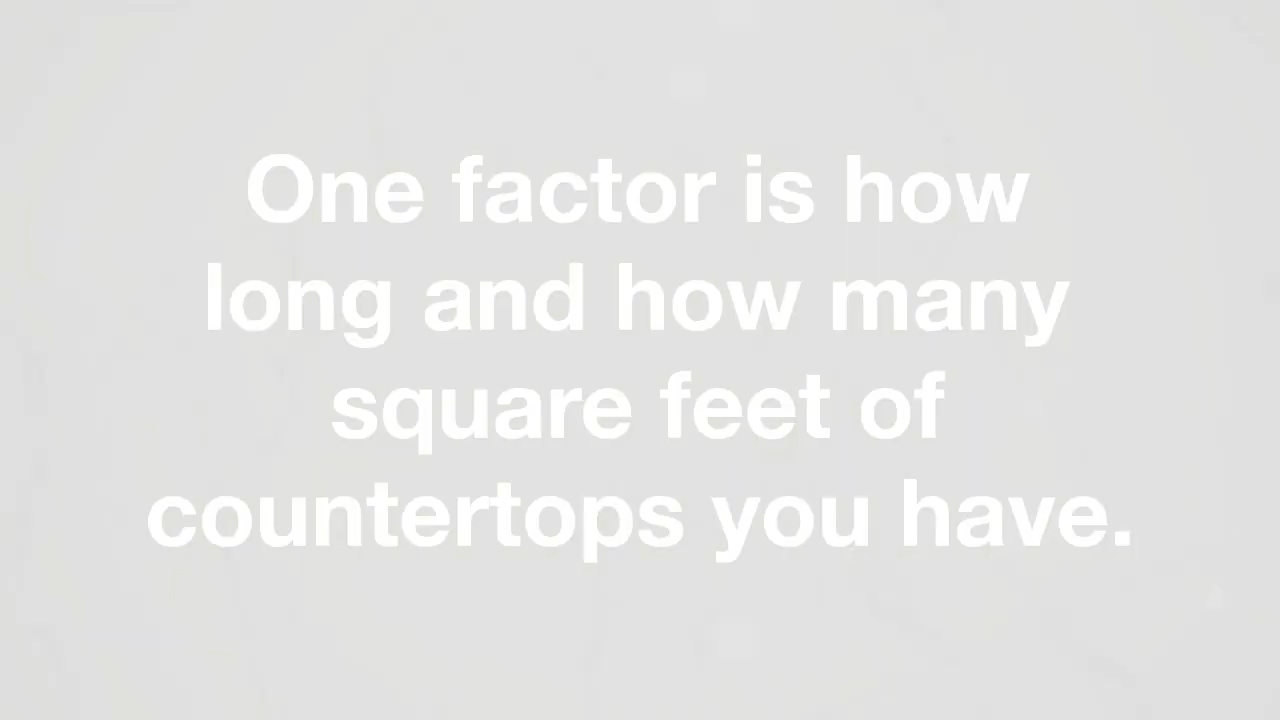 One factor is how
long and how many
square feet of
countertops you have.